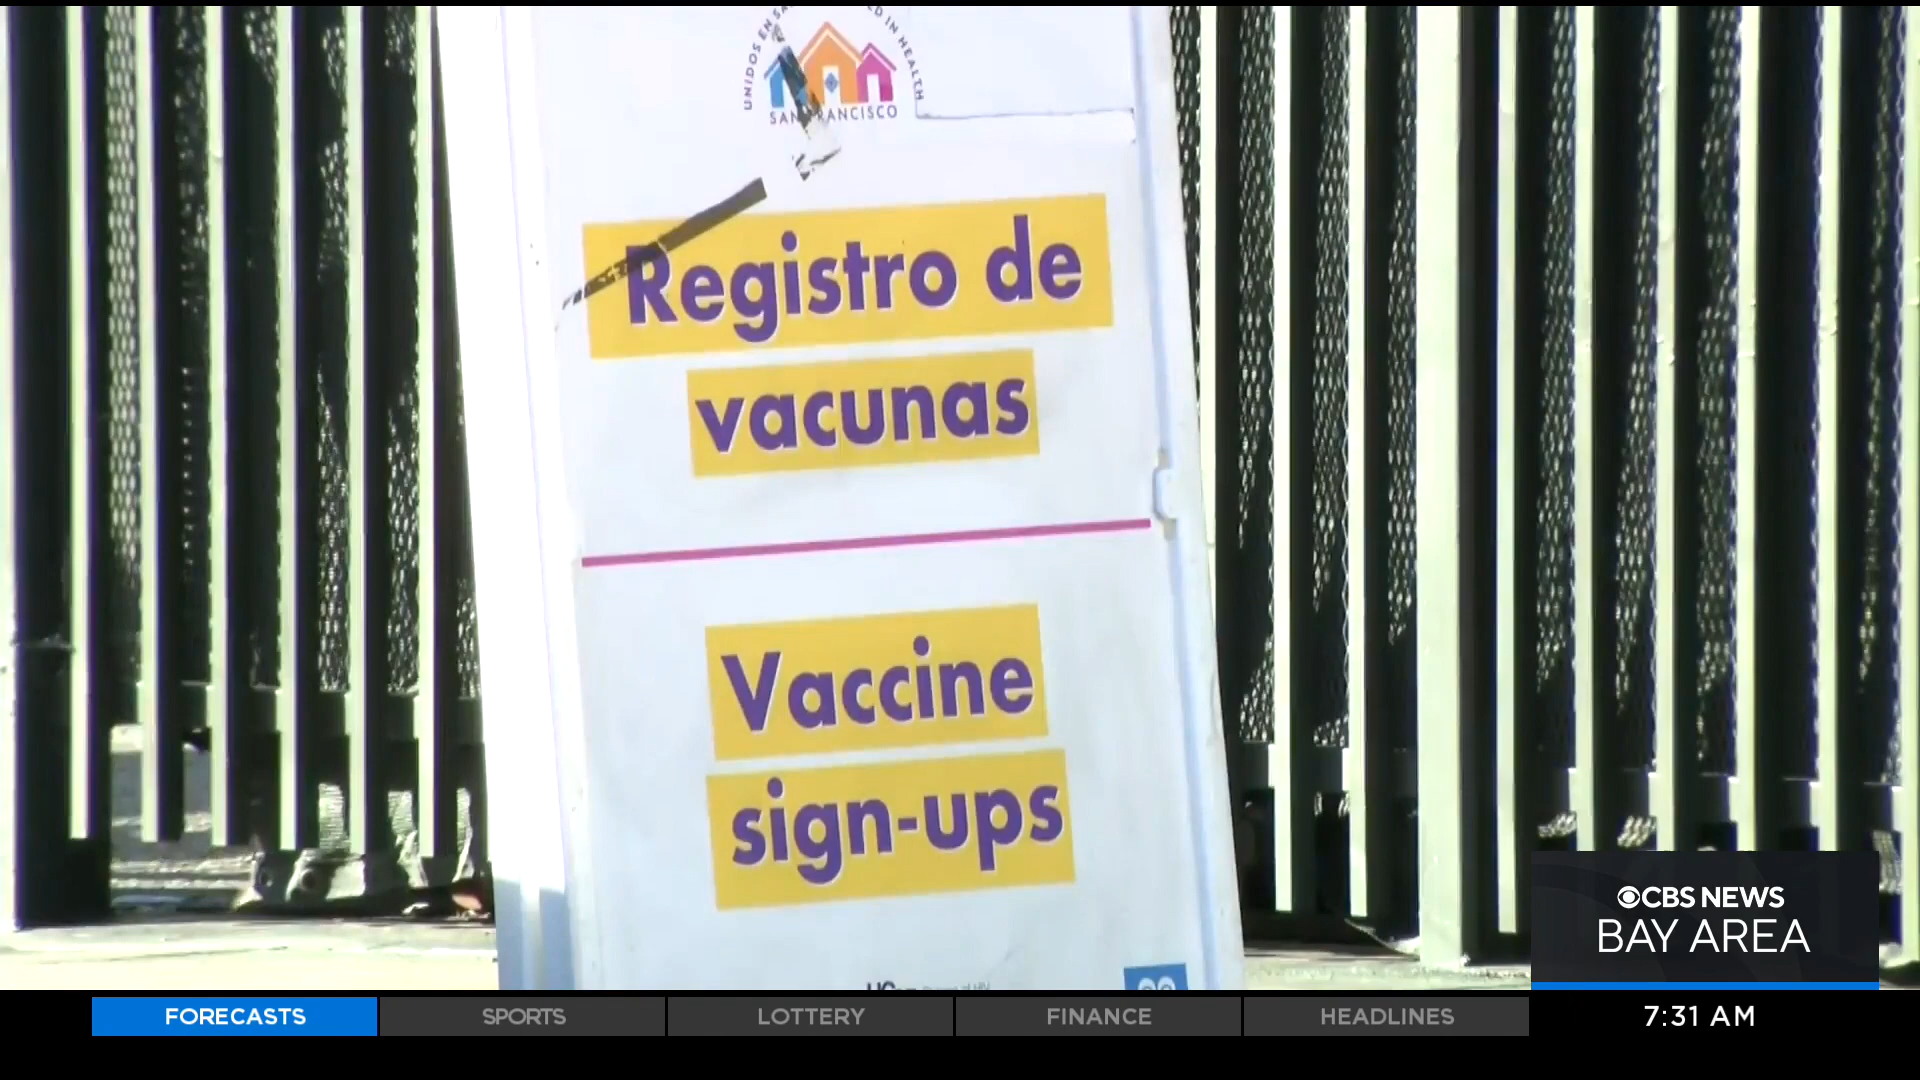 UNIDOS EN
IN HEALTH
SAN FRANCISCO
Registro de
vacunas
Vaccine
sign-ups
CBS NEWS
BAY AREA
FORECASTS
SPORTS
LOTTERY
FINANCE
HEADLINES
7:31 AM